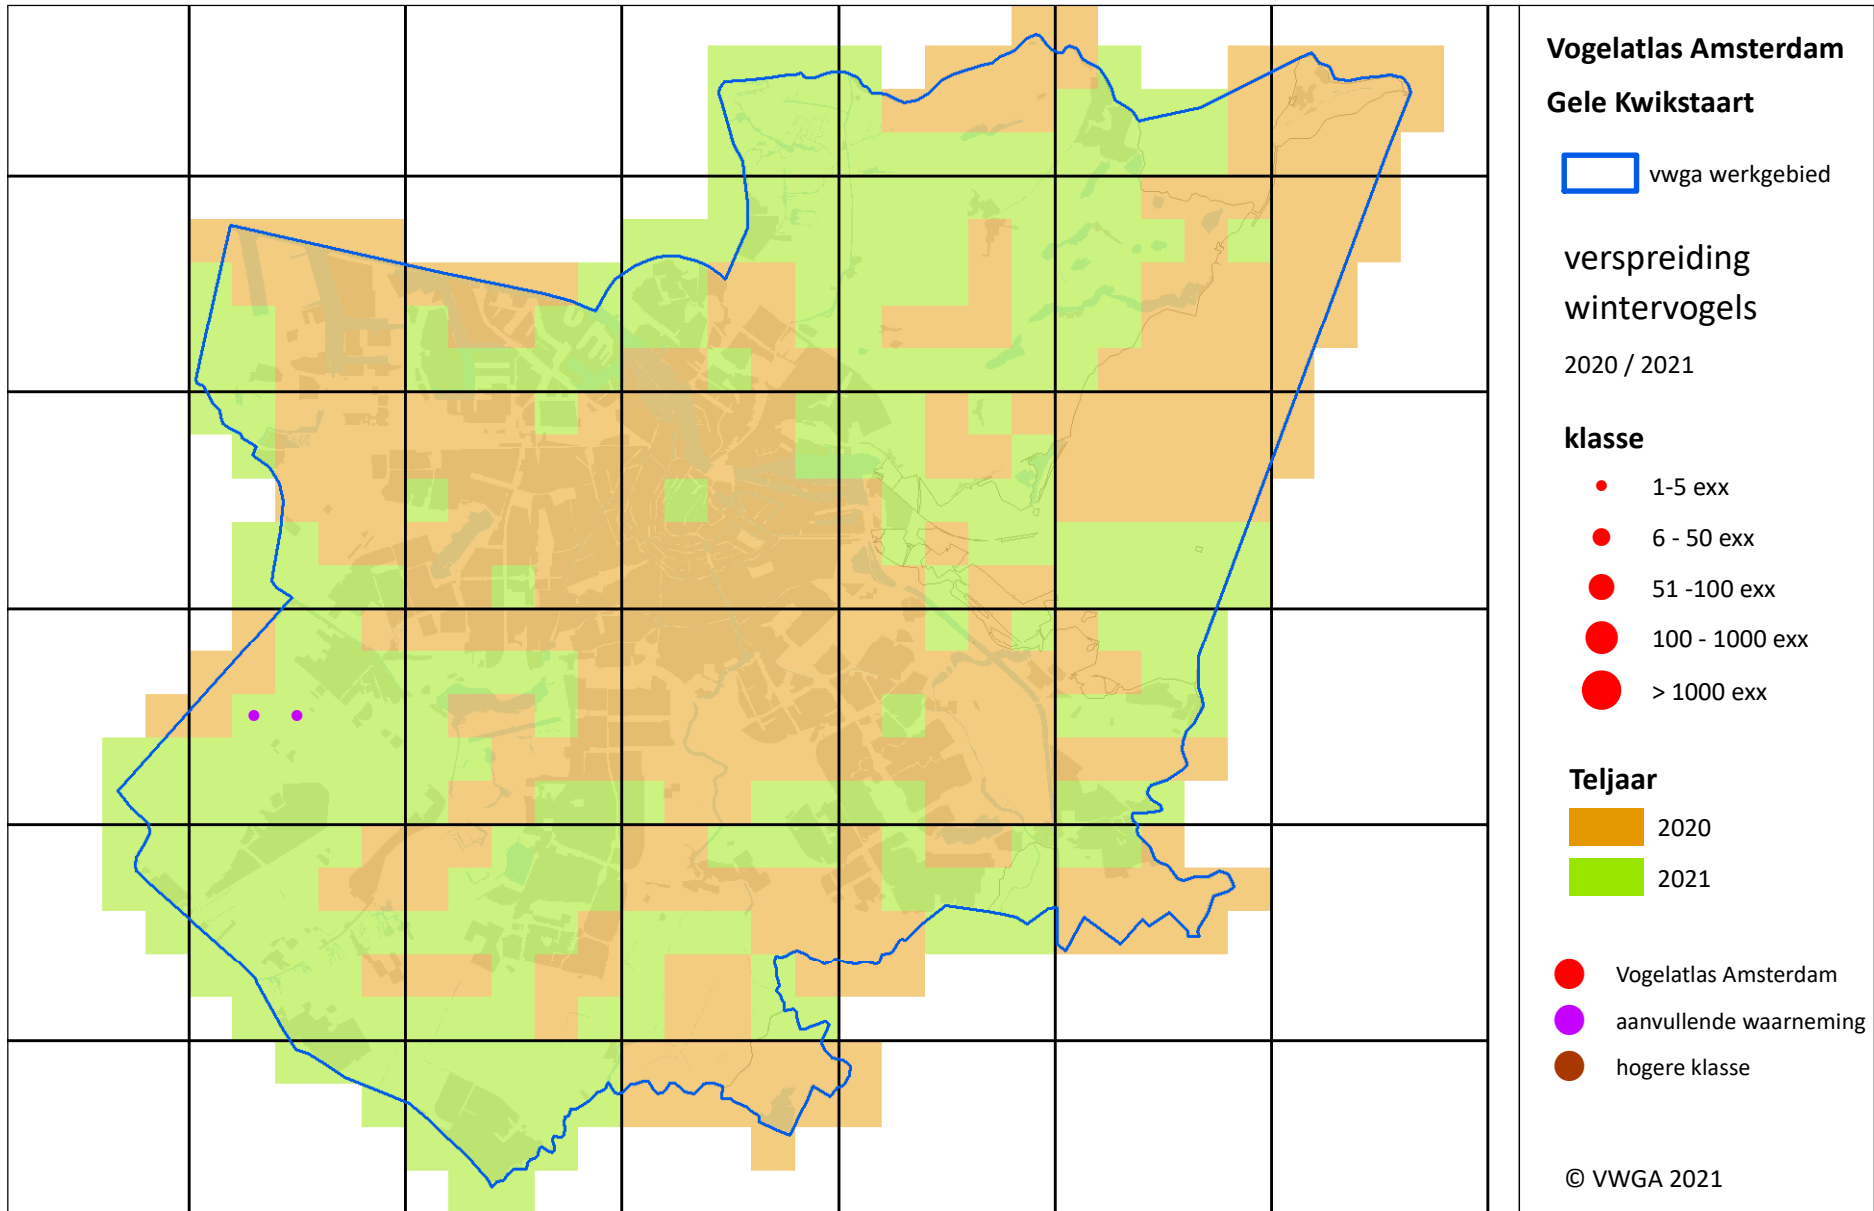 Vogelatlas Amsterdam
Gele Kwikstaart
vwga werkgebied
verspreiding
wintervogels
2020 / 2021
klasse
1-5 exx
6 - 50 exx
51 -100 exx
100 - 1000 exx
> 1000 exx
Teljaar
2020
2021
Vogelatlas Amsterdam
aanvullende waarneming
hogere klasse
© VWGA 2021